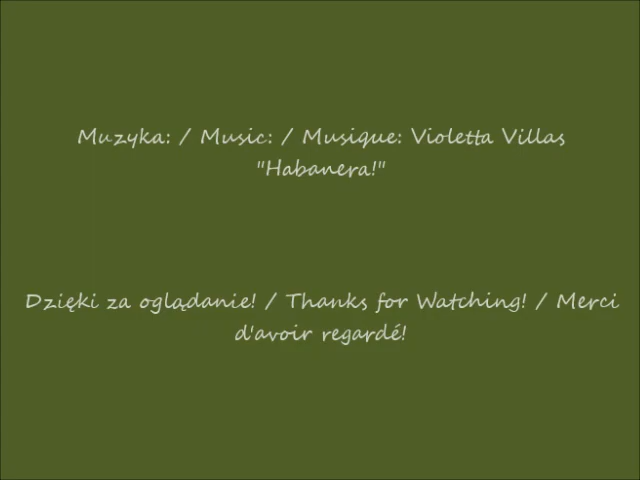 Muzyka: / Music: / Musique: Violetta Villas
"Habanera!"
Dzięki za oglądanie! / Thanks for Watching! / Merci
d'avoir regardé!